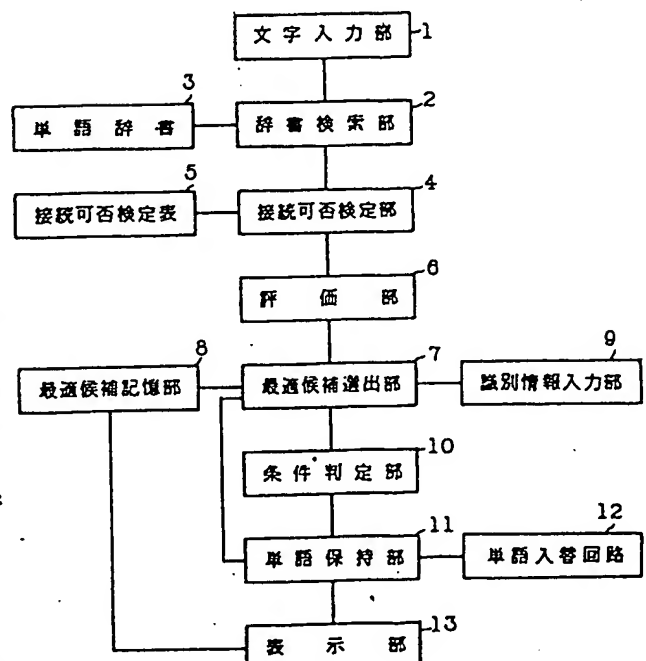 文字入力部 1
3 2
単語辞書 辞書検索部
5 4
接続可否検定表 接続可否検定部
6
評価部
8 7 9
最適候補記憶部 最適候補選出部 識別情報入力部
10
条件判定部
11 12
単語保持部 単語入替回路
13
表示部